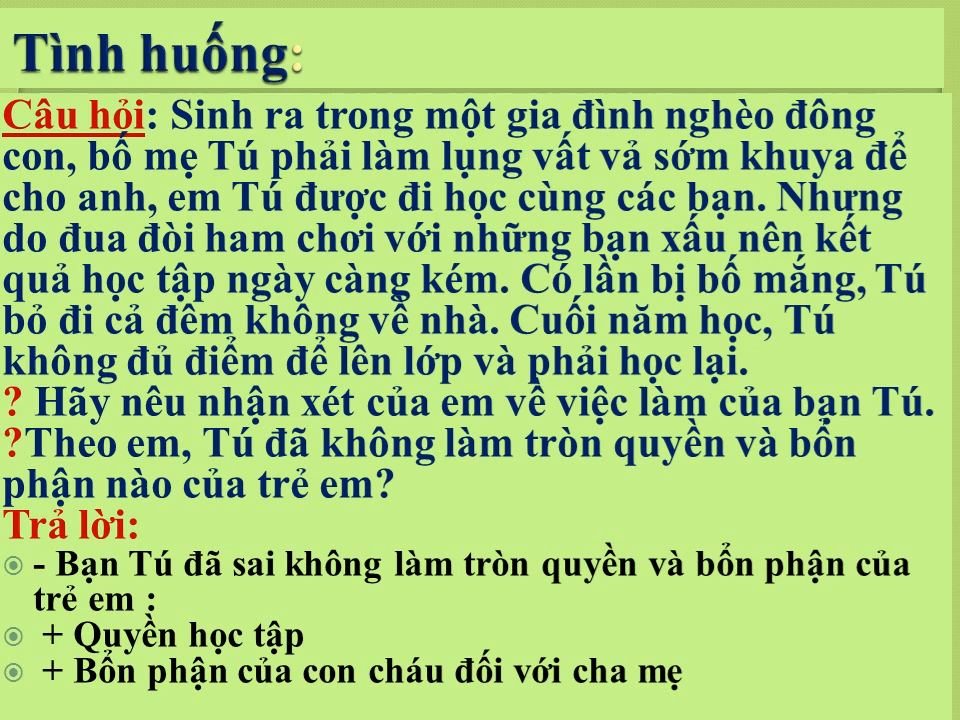 Tình huống:
Câu hỏi: Sinh ra trong một gia đình nghèo đông
con, bố mẹ Tú phải làm lụng vất vả sớm khuya để
cho anh, em Tú được đi học cùng các bạn. Nhưng
do đua đòi ham chơi với những bạn xấu nên kết
quả học tập ngày càng kém. Có lần bị bố mắng, Tú
bỏ đi cả đêm không về nhà. Cuối năm học, Tú
không đủ điểm để lên lớp và phải học lại.
? Hãy nêu nhận xét của em về việc làm của bạn Tú.
?Theo em, Tú đã không làm tròn quyền và bổn
phận nào của trẻ em?
Trả lời:
- Bạn Tú đã sai không làm tròn quyền và bổn phận của
trẻ em :
+ Quyền học tập
+ Bổn phận của con cháu đối với cha mẹ